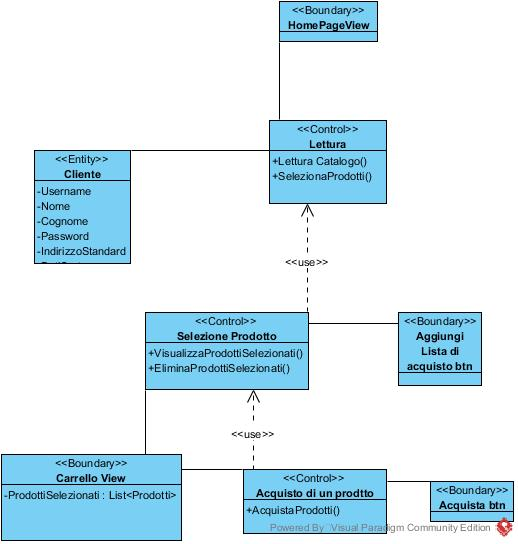 <<Boundary>>
HomePageView
<<Control>>
Lettura
+Lettura Catalogo()
+SelezionaProdotti()
<<Entity>>
Cliente
-Username
-Nome
-Cognome
-Password
-IndirizzoStandard
<<use>>
<<Control>>
Selezione Prodotto
+VisualizzaProdottiSelezionati()
+EliminaProdottiSelezionati()
<<Boundary>>
Aggiungi
Lista di
acquisto btn
<<use>>
<<Boundary>>
Carrello View
-ProdottiSelezionati : List<Prodotti>
<<Control>>
Acquisto di un prodtto
+AcquistaProdotti()
<<Boundary>>
Acquista btn
Powered By Visual Paradigm Community Edition